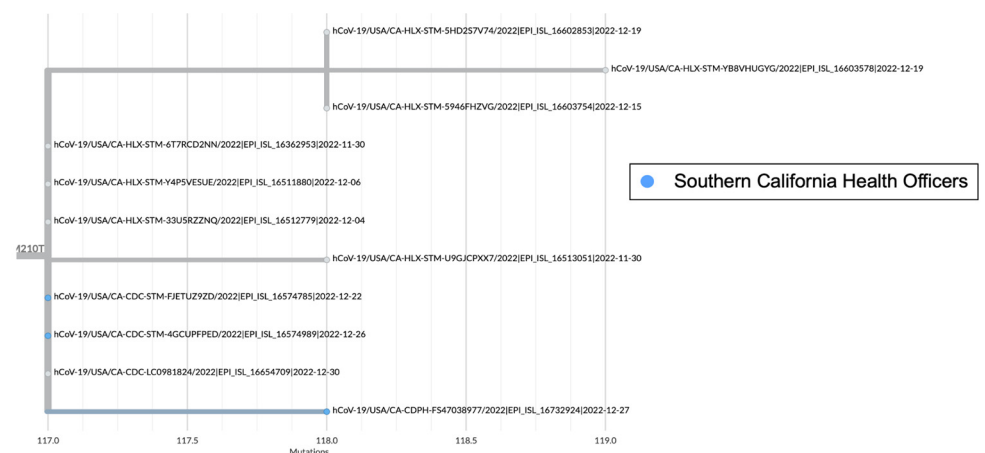 hCoV-19/USA/CA-HLX-STM-5HD2S7V74/2022|EPI_ISL_16602853|2022-12-19
hCoV-19/USA/CA-HLX-STM-YB8VHUGYG/2022|EPI_ISL_16603578|2022-12-19
hCoV-19/USA/CA-HLX-STM-5946FHZVG/2022|EPI_ISL_16603754|2022-12-15
hCoV-19/USA/CA-HLX-STM-6T7RCD2NN/2022|EPI_ISL_16362953|2022-11-30
Southern California Health Officers
hCoV-19/USA/CA-HLX-STM-Y4P5VESUE/2022|EPI_ISL_16511880|2022-12-06
hCoV-19/USA/CA-HLX-STM-33U5RZZNQ/2022|EPI_ISL_16512779|2022-12-04
M210T
hCoV-19/USA/CA-HLX-STM-U9GJCPXX7/2022|EPI_ISL_16513051|2022-11-30
hCoV-19/USA/CA-CDC-STM-FJETUZ9ZD/2022|EPI_ISL_16574785|2022-12-22
hCoV-19/USA/CA-CDC-STM-4GCUPFPED/2022|EPI_ISL_16574989|2022-12-26
hCoV-19/USA/CA-CDC-LC0981824/2022|EPI_ISL_16654709|2022-12-30
hCoV-19/USA/CA-CDPH-FS47038977/2022|EPI_ISL_16732924|2022-12-27
117.0 117.5 118.0 118.5 119.0
Mutations